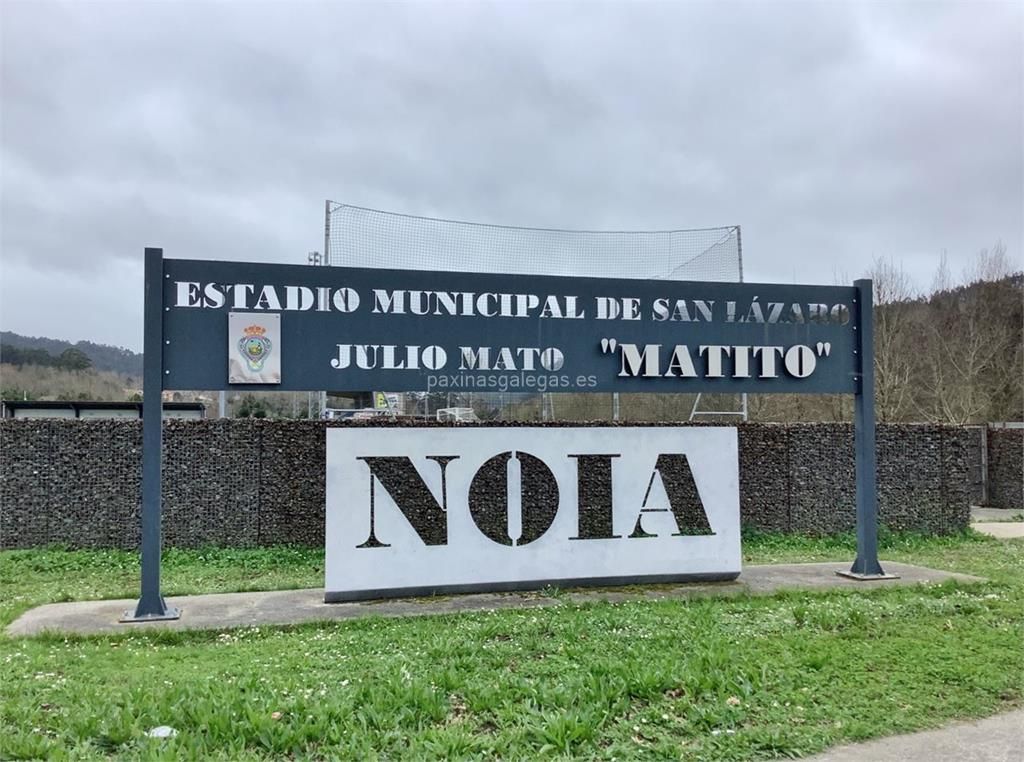 ESTADIO MUNICIPAL DE SAN LÁZARO
JULIO MATO "MATITO"
paxinasgalegas.es
NOIA